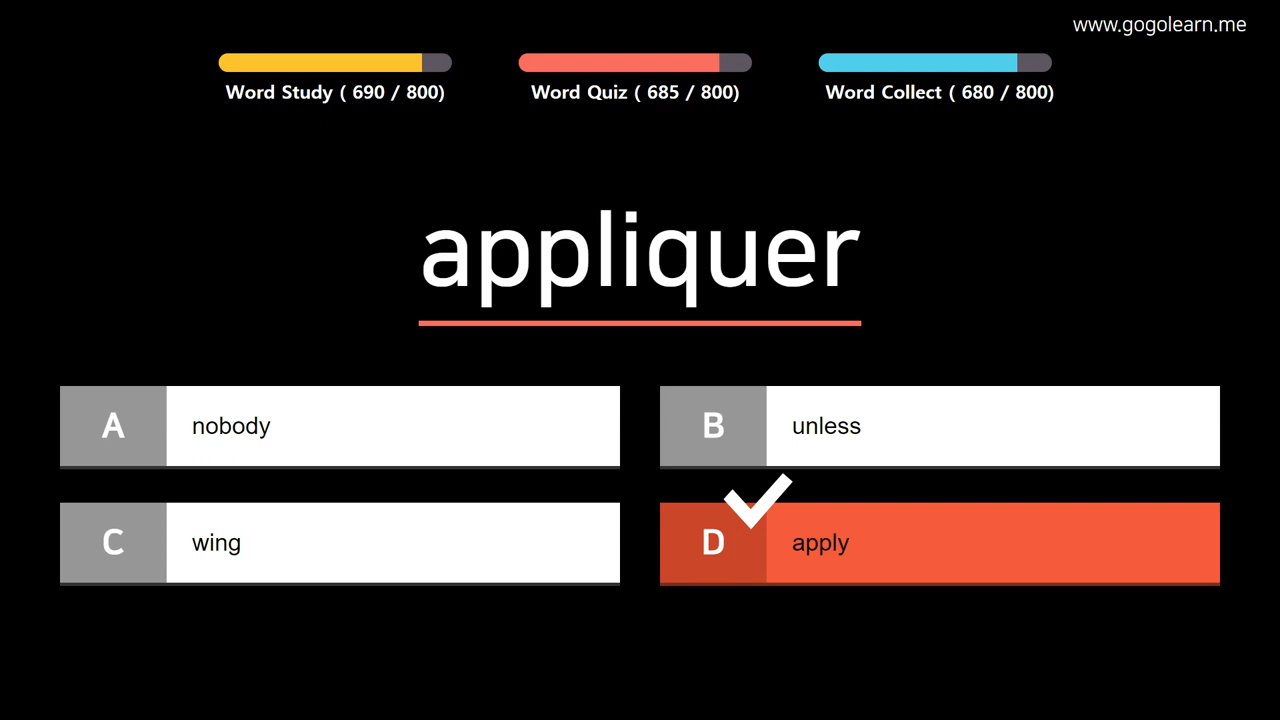 www.gogolearn.me
Word Study ( 690 / 800)
Word Quiz ( 685 / 800)
Word Collect ( 680 / 800)
appliquer
A nobody
B unless
C wing
D apply